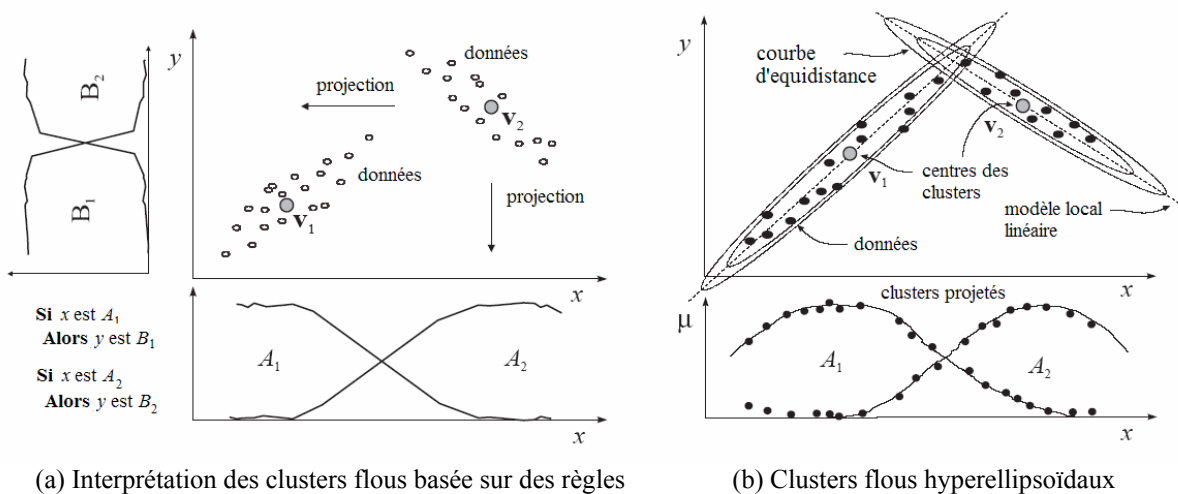 B₂
B₁
y
données
projection
v₂
données
projection
v₁
x
Si x est A₁
Alors y est B₁
Si x est A₂
Alors y est B₂
A₁
A₂
x
(a) Interprétation des clusters flous basée sur des règles
y
courbe
d'equidistance
v₂
v₁
centres des
clusters
modèle local
linéaire
données
x
clusters projetés
μ
A₁
A₂
x
(b) Clusters flous hyperellipsoïdaux